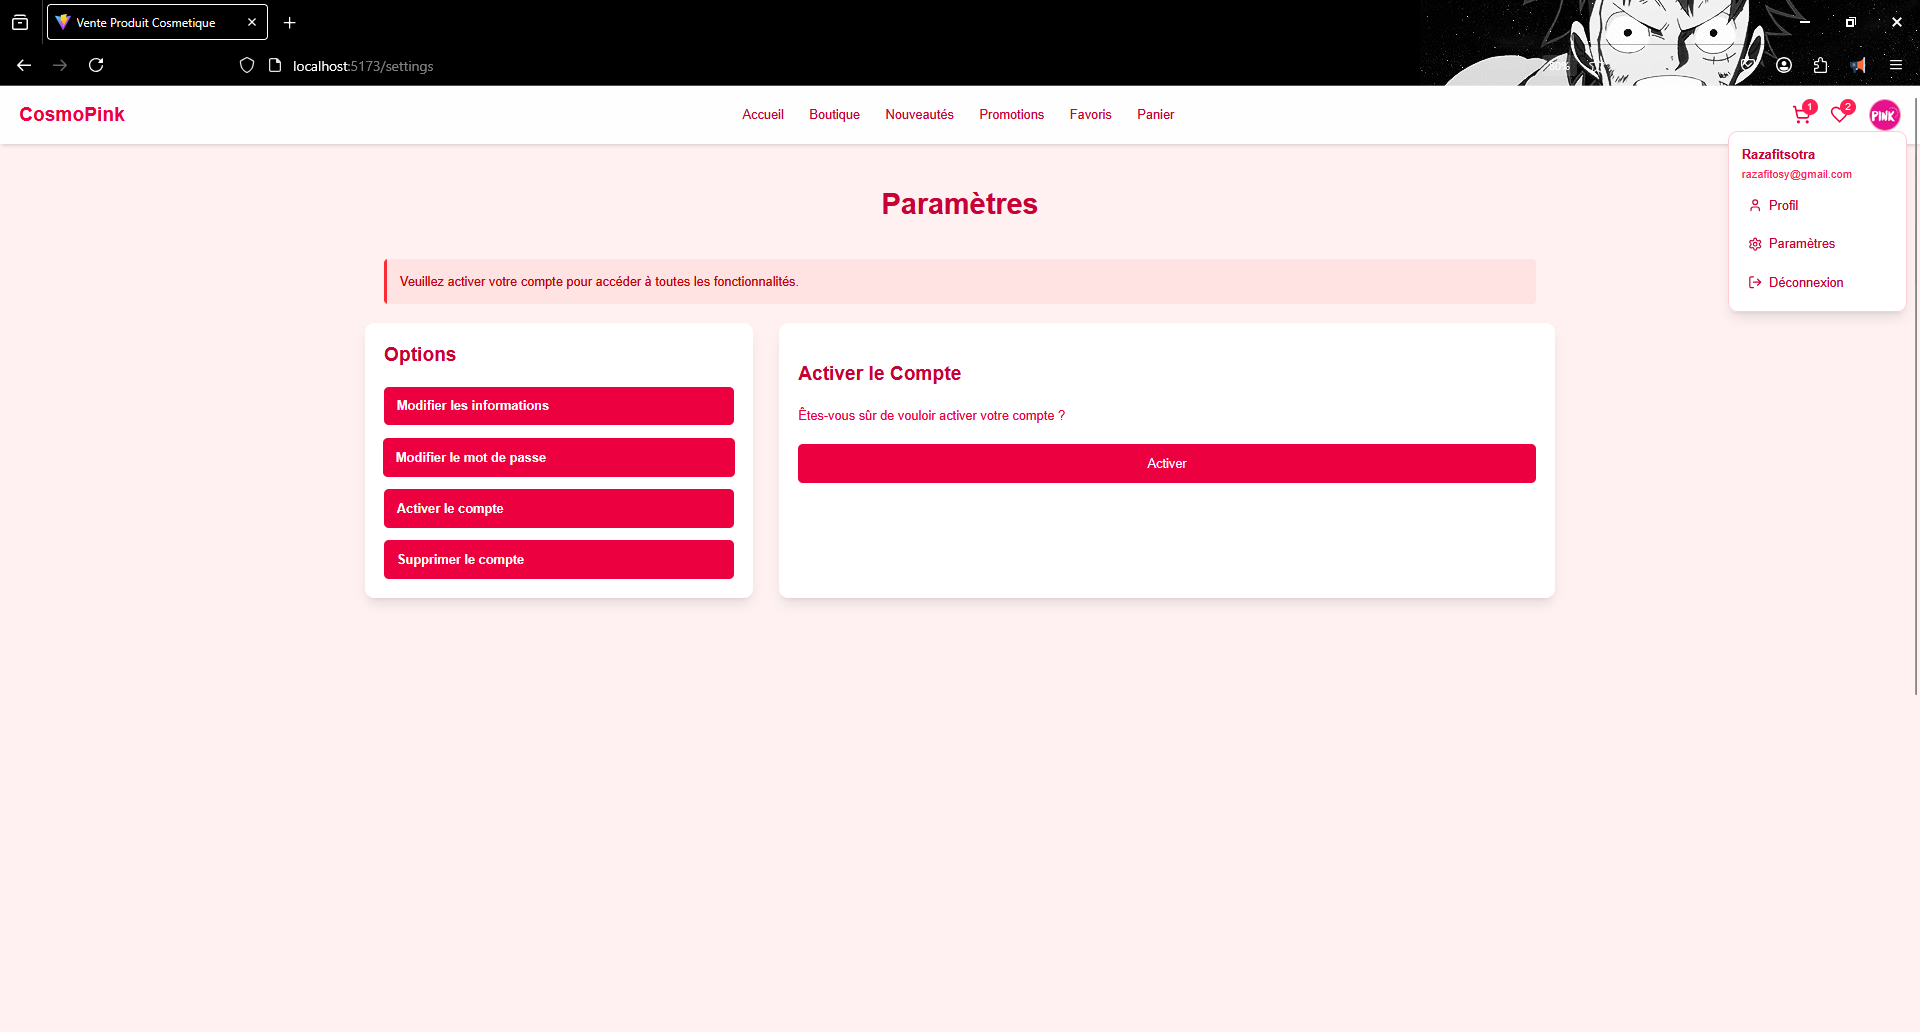 Vente Produit Cosmetique
localhost:5173/settings
CosmoPink
Accueil Boutique Nouveautés Promotions Favoris Panier
1
2
PINK
Razafitsotra
razafitosy@gmail.com
Profil
Paramètres
Déconnexion
Paramètres
Veuillez activer votre compte pour accéder à toutes les fonctionnalités.
Options
Modifier les informations
Modifier le mot de passe
Activer le compte
Supprimer le compte
Activer le Compte
Êtes-vous sûr de vouloir activer votre compte ?
Activer